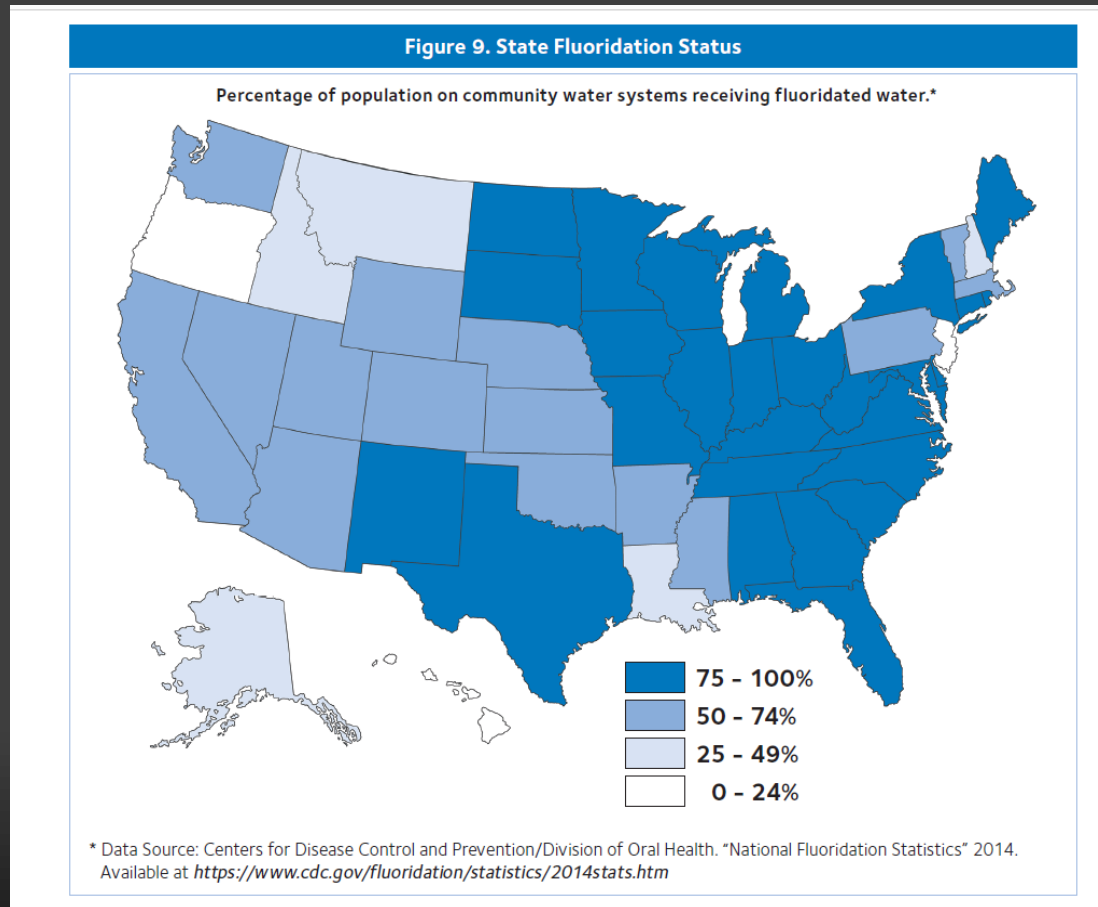 Figure 9. State Fluoridation Status
Percentage of population on community water systems receiving fluoridated water.*
75 - 100%
50 - 74%
25 - 49%
0 - 24%
* Data Source: Centers for Disease Control and Prevention/Division of Oral Health. “National Fluoridation Statistics” 2014.
Available at https://www.cdc.gov/fluoridation/statistics/2014stats.htm